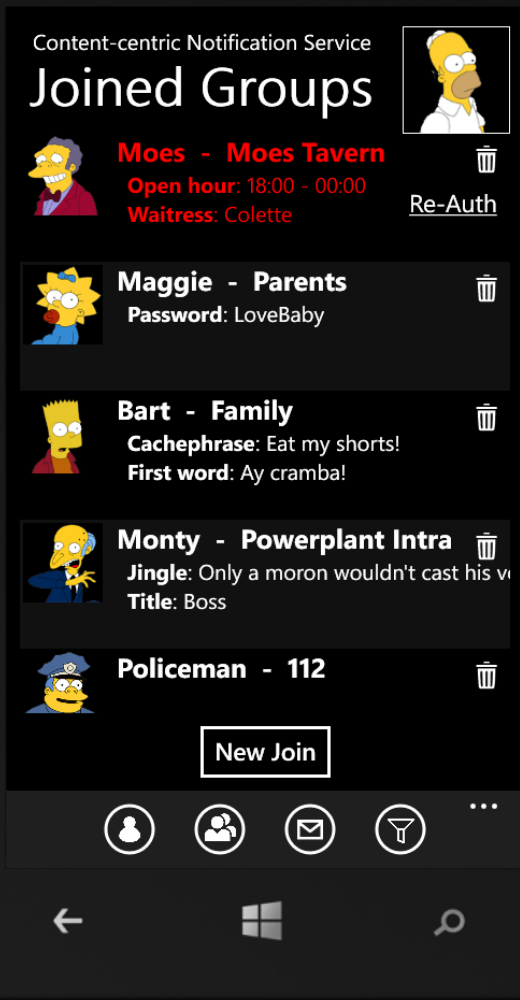 Content-centric Notification Service
Joined Groups
Moes - Moes Tavern
Open hour: 18:00 - 00:00
Waitress: Colette
Re-Auth
Maggie - Parents
Password: LoveBaby
Bart - Family
Cachephrase: Eat my shorts!
First word: Ay cramba!
Monty - Powerplant Intra
Jingle: Only a moron wouldn't cast his
Title: Boss
Policeman - 112
New Join